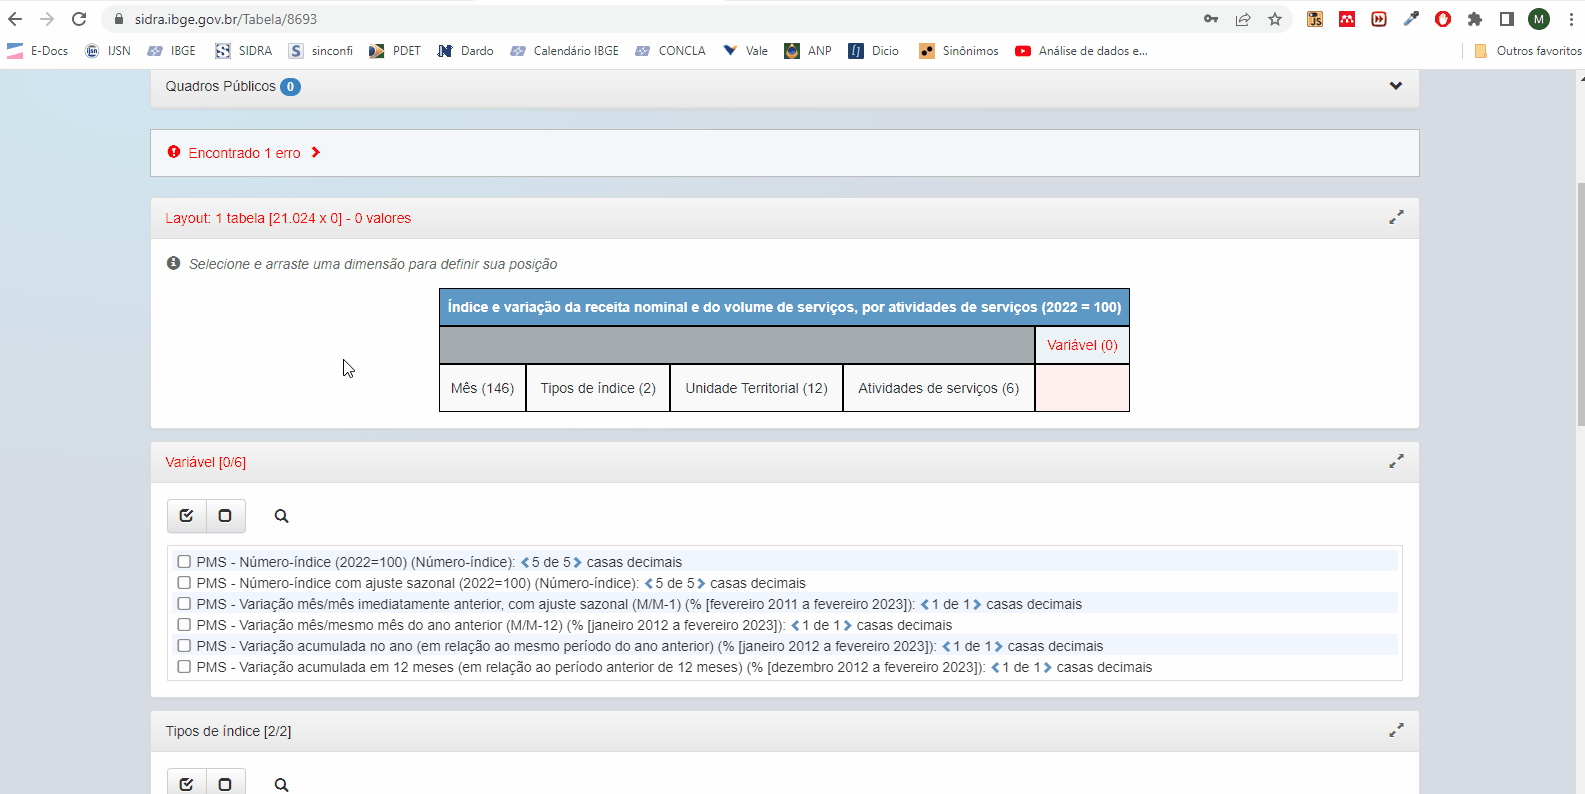 sidra.ibge.gov.br/Tabela/8693
M
E-Docs IJSN IBGE SIDRA sinconfi PDET Dardo Calendário IBGE CONCLA Vale ANP Dicio Sinônimos Análise de dados e... Outros favoritos
Quadros Públicos 0
Encontrado 1 erro
Layout: 1 tabela [21.024 x 0] - 0 valores
Selecione e arraste uma dimensão para definir sua posição
Índice e variação da receita nominal e do volume de serviços, por atividades de serviços (2022 = 100)
Variável (0)
Mês (146) Tipos de índice (2) Unidade Territorial (12) Atividades de serviços (6)
Variável [0/6]
PMS - Número-índice (2022=100) (Número-índice): 5 de 5 casas decimais
PMS - Número-índice com ajuste sazonal (2022=100) (Número-índice): 5 de 5 casas decimais
PMS - Variação mês/mês imediatamente anterior, com ajuste sazonal (M/M-1) (% [fevereiro 2011 a fevereiro 2023]): 1 de 1 casas decimais
PMS - Variação mês/mesmo mês do ano anterior (M/M-12) (% [janeiro 2012 a fevereiro 2023]): 1 de 1 casas decimais
PMS - Variação acumulada no ano (em relação ao mesmo período do ano anterior) (% [janeiro 2012 a fevereiro 2023]): 1 de 1 casas decimais
PMS - Variação acumulada em 12 meses (em relação ao período anterior de 12 meses) (% [dezembro 2012 a fevereiro 2023]): 1 de 1 casas decimais
Tipos de índice [2/2]